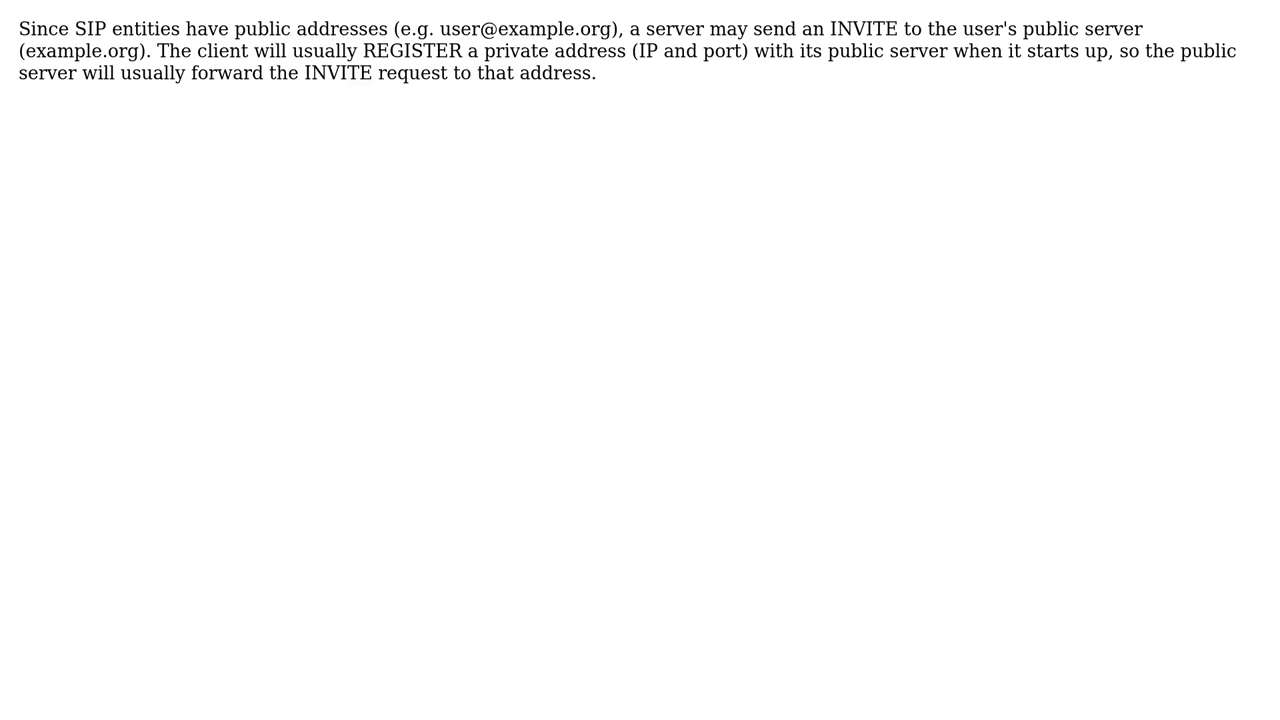 Since SIP entities have public addresses (e.g. user@example.org), a server may send an INVITE to the user's public server
(example.org). The client will usually REGISTER a private address (IP and port) with its public server when it starts up, so the public
server will usually forward the INVITE request to that address.